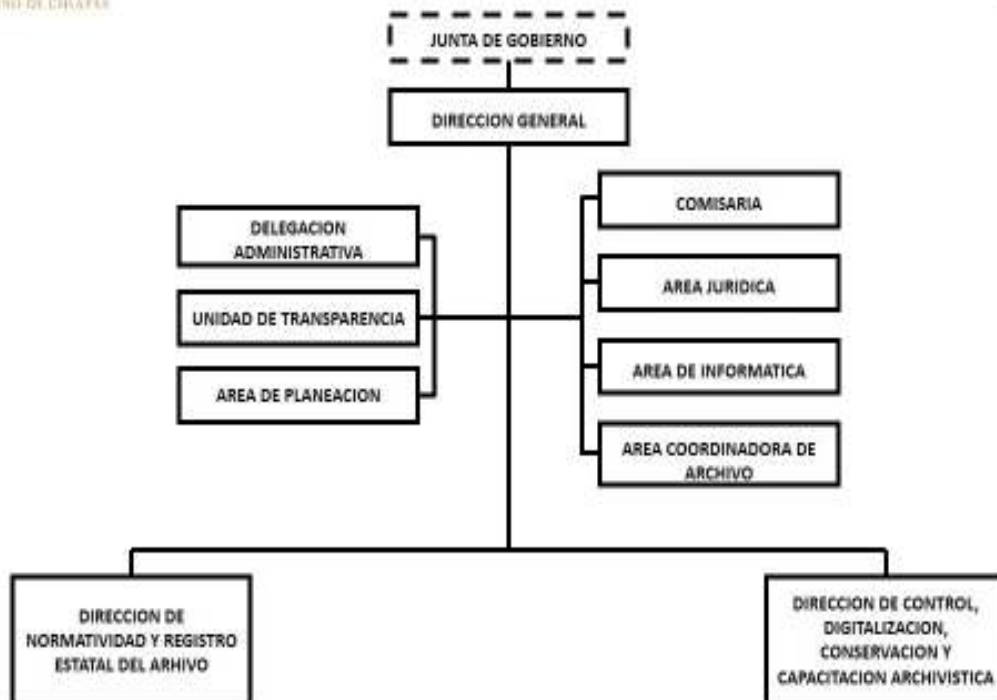 JUNTA DE GOBIERNO
DIRECCION GENERAL
COMISARIA
DELEGACION
ADMINISTRATIVA
AREA JURIDICA
UNIDAD DE TRANSPARENCIA
AREA DE INFORMATICA
AREA DE PLANEACION
AREA COORDINADORA DE
ARCHIVO
DIRECCION DE
NORMATIVIDAD Y REGISTRO
ESTATAL DEL ARHIVO
DIRECCION DE CONTROL,
DIGITALIZACION,
CONSERVACION Y
CAPACITACION ARCHIVISTICA